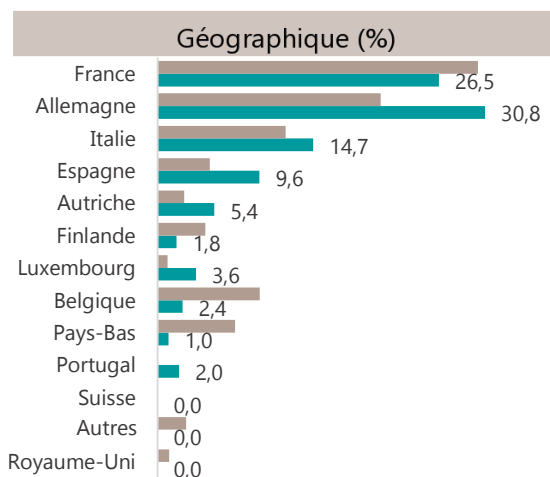 Géographique (%)
France 26,5
Allemagne 30,8
Italie 14,7
Espagne 9,6
Autriche 5,4
Finlande 1,8
Luxembourg 3,6
Belgique 2,4
Pays-Bas 1,0
Portugal 2,0
Suisse 0,0
Autres 0,0
Royaume-Uni 0,0